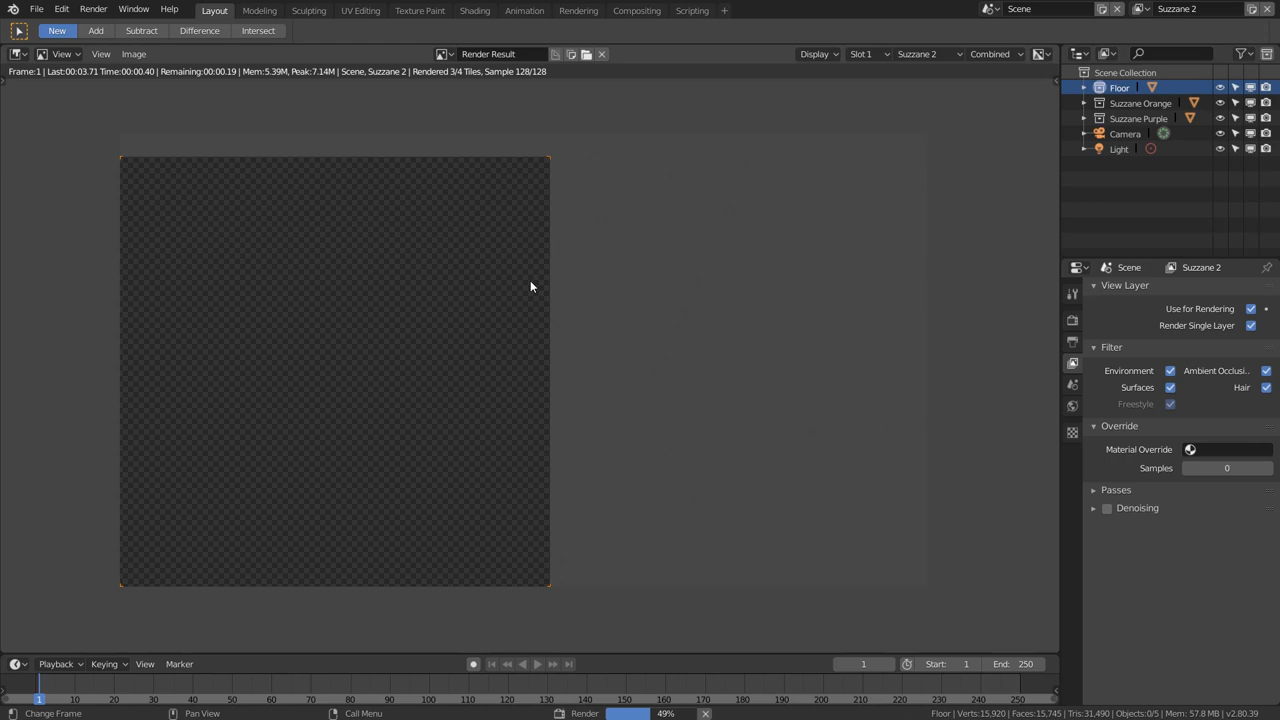 File Edit Render Window Help Layout Modeling Sculpting UV Editing Texture Paint Shading Animation Rendering Compositing Scripting + Scene Suzzane 2
New Add Subtract Difference Intersect
View View Image Render Result Display Slot 1 Suzzane 2 Combined
Frame:1 | Last:00:03.71 Time:00:00.40 | Remaining:00:00.19 | Mem:5.39M, Peak:7.14M | Scene, Suzzane 2 | Rendered 3/4 Tiles, Sample 128/128
Scene Collection
Floor
Suzzane Orange
Suzzane Purple
Camera
Light
Scene Suzzane 2
View Layer
Use for Rendering
Render Single Layer
Filter
Environment Ambient Occlusi..
Surfaces Hair
Freestyle
Override
Material Override
Samples 0
Passes
Denoising
Playback Keying View Marker 1 Start: 1 End: 250
1 10 20 30 40 50 60 70 80 90 100 110 120 130 140 150 160 170 180 190 200 210 220 230 240 250
Change Frame Pan View Call Menu Render 49% Floor | Verts:15,920 | Faces:15,745 | Tris:31,490 | Objects:0/5 | Mem: 57.8 MB | v2.80.39